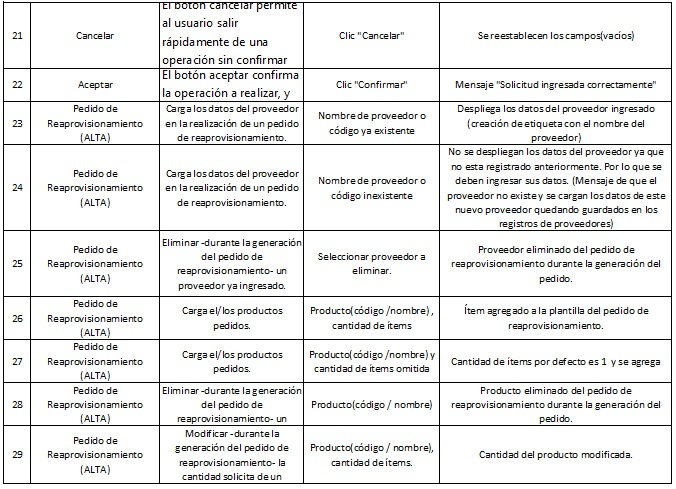 El botón cancelar permite
al usuario salir
rápidamente de una
operación sin confirmar
21
Cancelar
Clic "Cancelar"
Se reestablecen los campos(vacíos)
22
Aceptar
El botón aceptar confirma
la operación a realizar, y
Clic "Confirmar"
Mensaje "Solicitud ingresada correctamente"
23
Pedido de
Reaprovisionamiento
(ALTA)
Carga los datos del proveedor
en la realización de un pedido
de reaprovisionamiento.
Nombre de proveedor o
código ya existente
Despliega los datos del proveedor ingresado
(creación de etiqueta con el nombre del
proveedor)
24
Pedido de
Reaprovisionamiento
(ALTA)
Carga los datos del proveedor
en la realización de un pedido
de reaprovisionamiento.
Nombre de proveedor o
código inexistente
No se despliegan los datos del proveedor ya que
no esta registrado anteriormente. Por lo que se
deben ingresar sus datos. (Mensaje de que el
proveedor no existe y se cargan los datos de este
nuevo proveedor quedando guardados en los
registros de proveedores)
25
Pedido de
Reaprovisionamiento
(ALTA)
Eliminar -durante la generación
del pedido de
reaprovisionamiento- un
proveedor ya ingresado.
Seleccionar proveedor a
eliminar.
Proveedor eliminado del pedido de
reaprovisionamiento durante la generación del
pedido.
26
Pedido de
Reaprovisionamiento
(ALTA)
Carga el/los productos
pedidos.
Producto(código /nombre) ,
cantidad de ítems
Ítem agregado a la plantilla del pedido de
reaprovisionamiento.
27
Pedido de
Reaprovisionamiento
(ALTA)
Carga el/los productos
pedidos.
Producto(código /nombre) y
cantidad de ítems omitida
Cantidad de ítems por defecto es 1 y se agrega
28
Pedido de
Reaprovisionamiento
(ALTA)
Eliminar -durante la generación
del pedido de
reaprovisionamiento- un
Producto(código / nombre)
Producto eliminado del pedido de
reaprovisionamiento durante la generación del
pedido.
29
Pedido de
Reaprovisionamiento
(ALTA)
Modificar -durante la
generación del pedido de
reaprovisionamiento- la
cantidad solicita de un
Producto(código / nombre),
cantidad de ítems.
Cantidad del producto modificada.